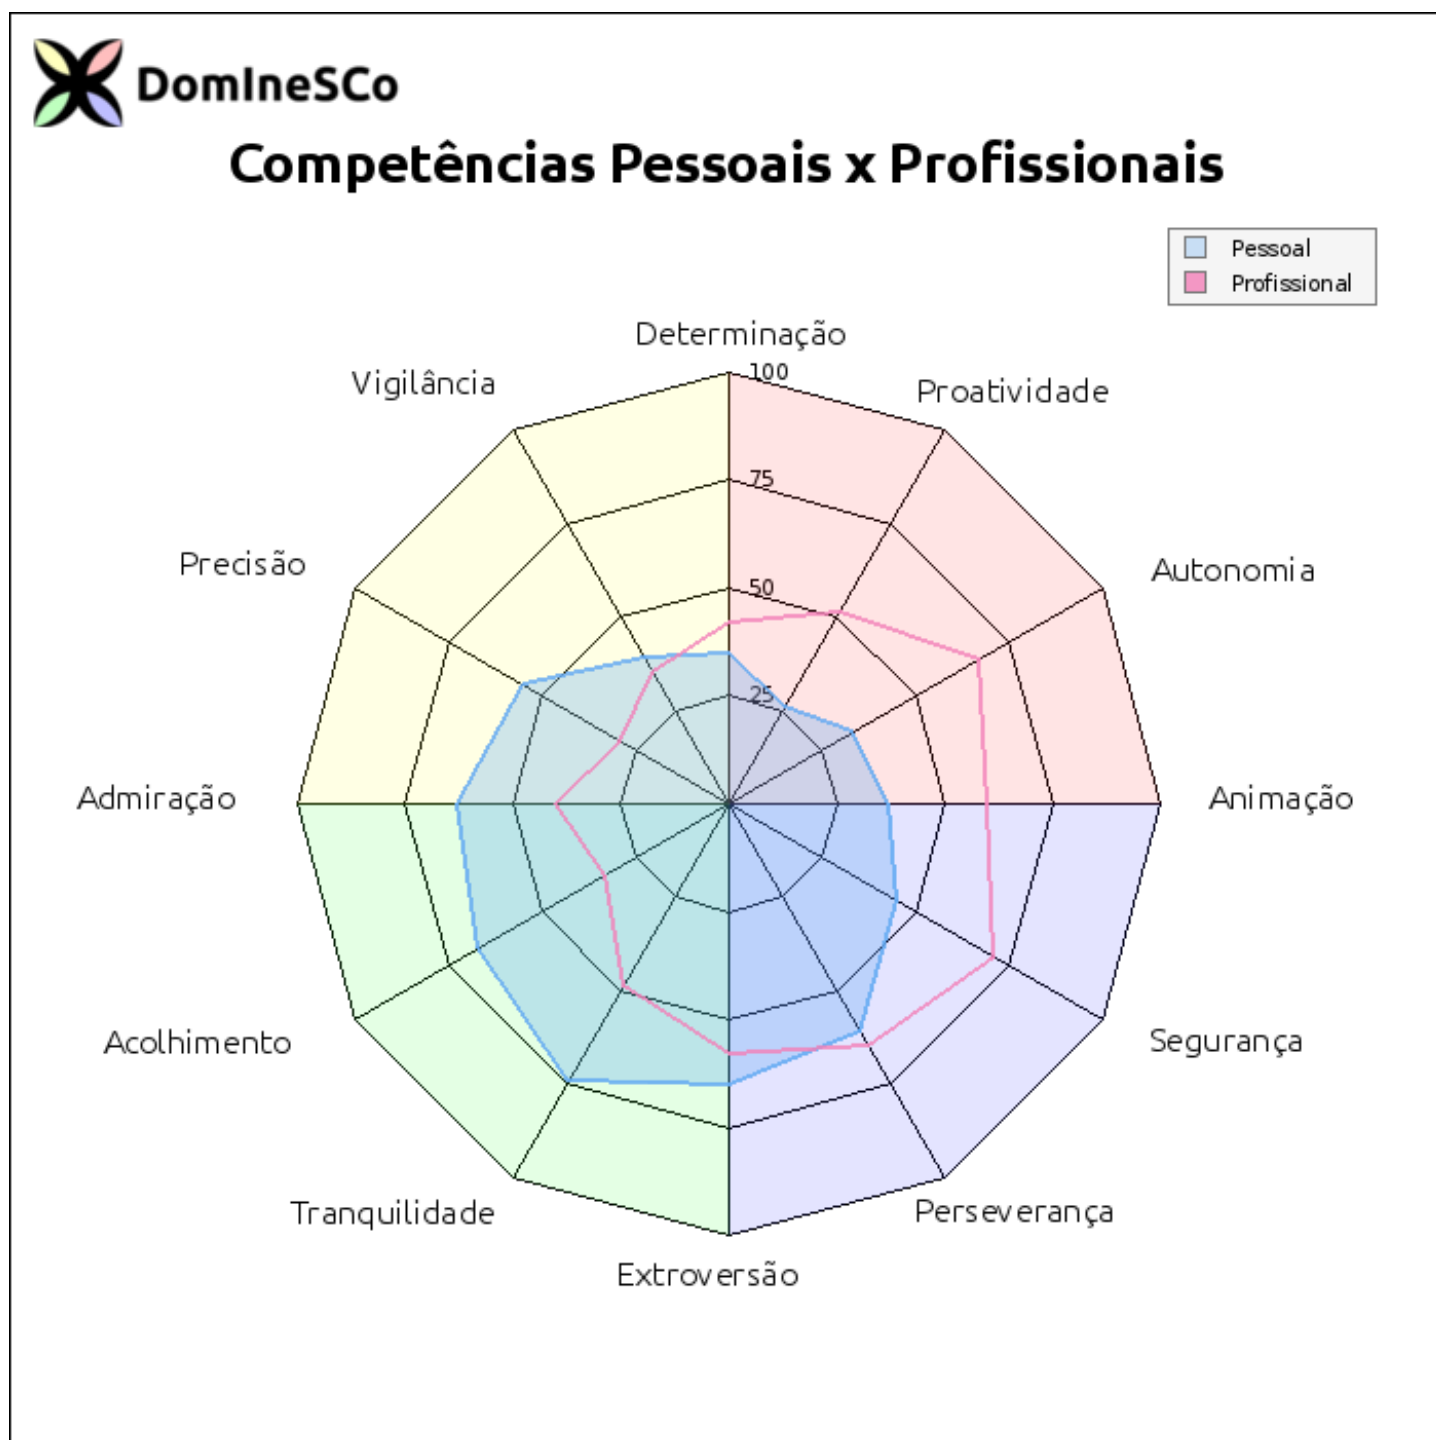 DomIneSCo
Competências Pessoais x Profissionais
Pessoal
Profissional
Determinação
100
Vigilância
Proatividade
75
Precisão
Autonomia
50
25
Admiração
Animação
Acolhimento
Segurança
Tranquilidade
Perseverança
Extroversão